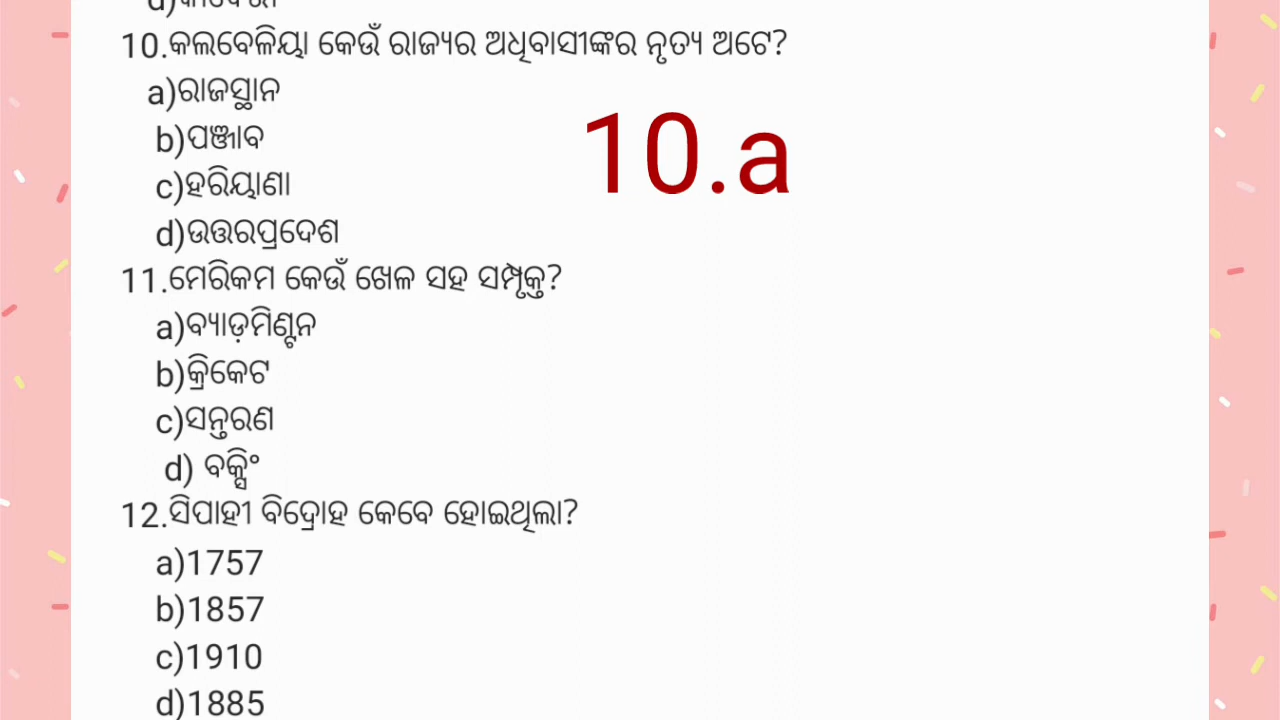 10.କଲବେଳିୟା କେଉଁ ରାଜ୍ୟର ଅଧିବାସୀଙ୍କର ନୃତ୍ୟ ଅଟେ?
a)ରାଜସ୍ଥାନ
10.a
b)ପଞ୍ଜାବ
c)ହରିୟାଣା
d)ଉତ୍ତରପ୍ରଦେଶ
11.ମେରିକମ କେଉଁ ଖେଳ ସହ ସମ୍ପୃକ୍ତ?
a)ବ୍ୟାଡ଼ମିଣ୍ଟନ
b)କ୍ରିକେଟ
c)ସନ୍ତରଣ
d) ବକ୍ସିଂ
12.ସିପାହୀ ବିଦ୍ରୋହ କେବେ ହୋଇଥିଲା?
a)1757
b)1857
c)1910
d)1885